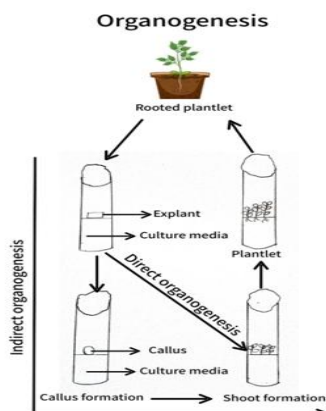 Organogenesis
Rooted plantlet
Explant
Culture media
Plantlet
Indirect organogenesis
Direct organogenesis
Callus
Culture media
Callus formation
Shoot formation